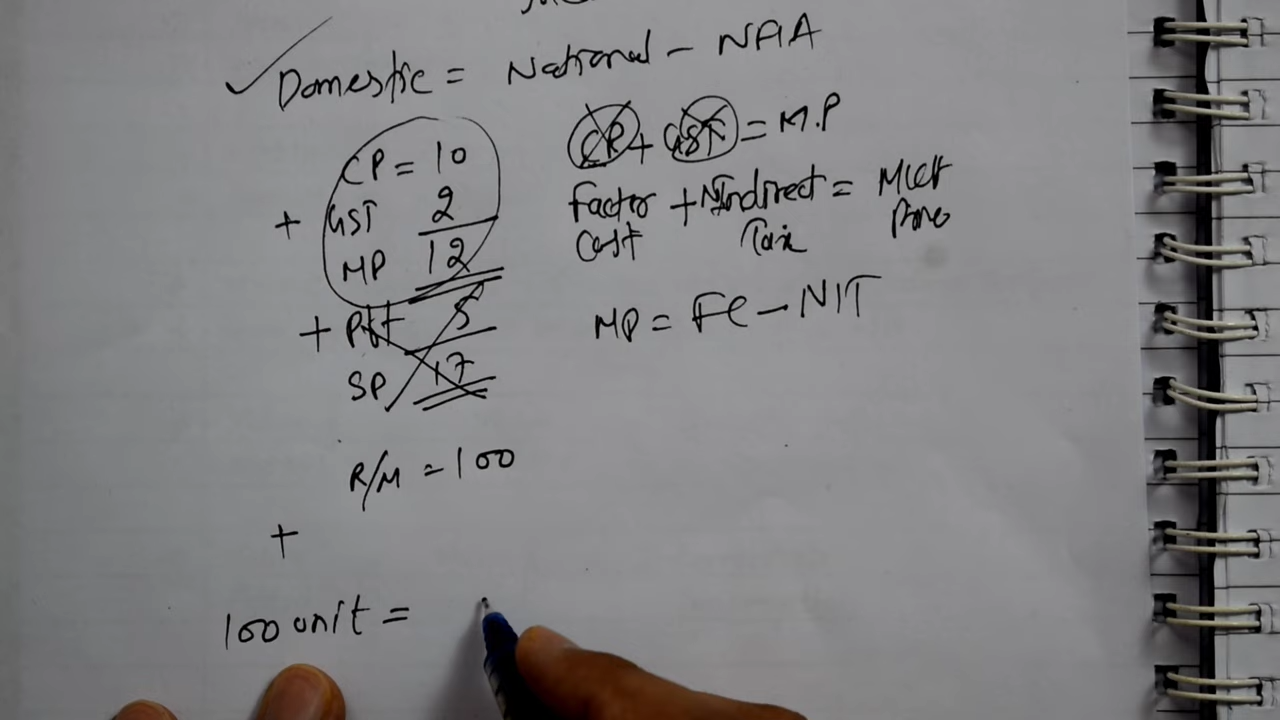 Domestic = National - NFIA
CP = 10
+ GST 2
MP 12
+ Pft 5
SP 17
CP + GST = M.P
Factor Cost + N Indirect Tax = Mket Price
MP = FC - NIT
R/M = 100
+
100 unit =